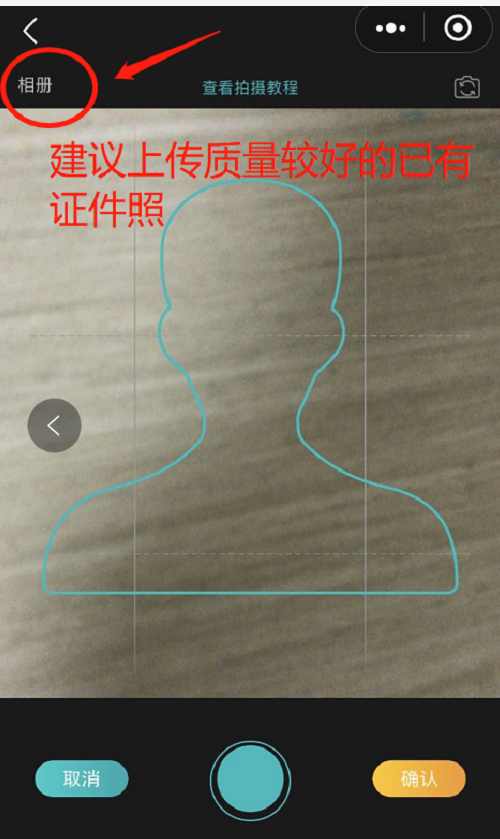 相册
查看拍摄教程
建议上传质量较好的已有
证件照
取消
确认